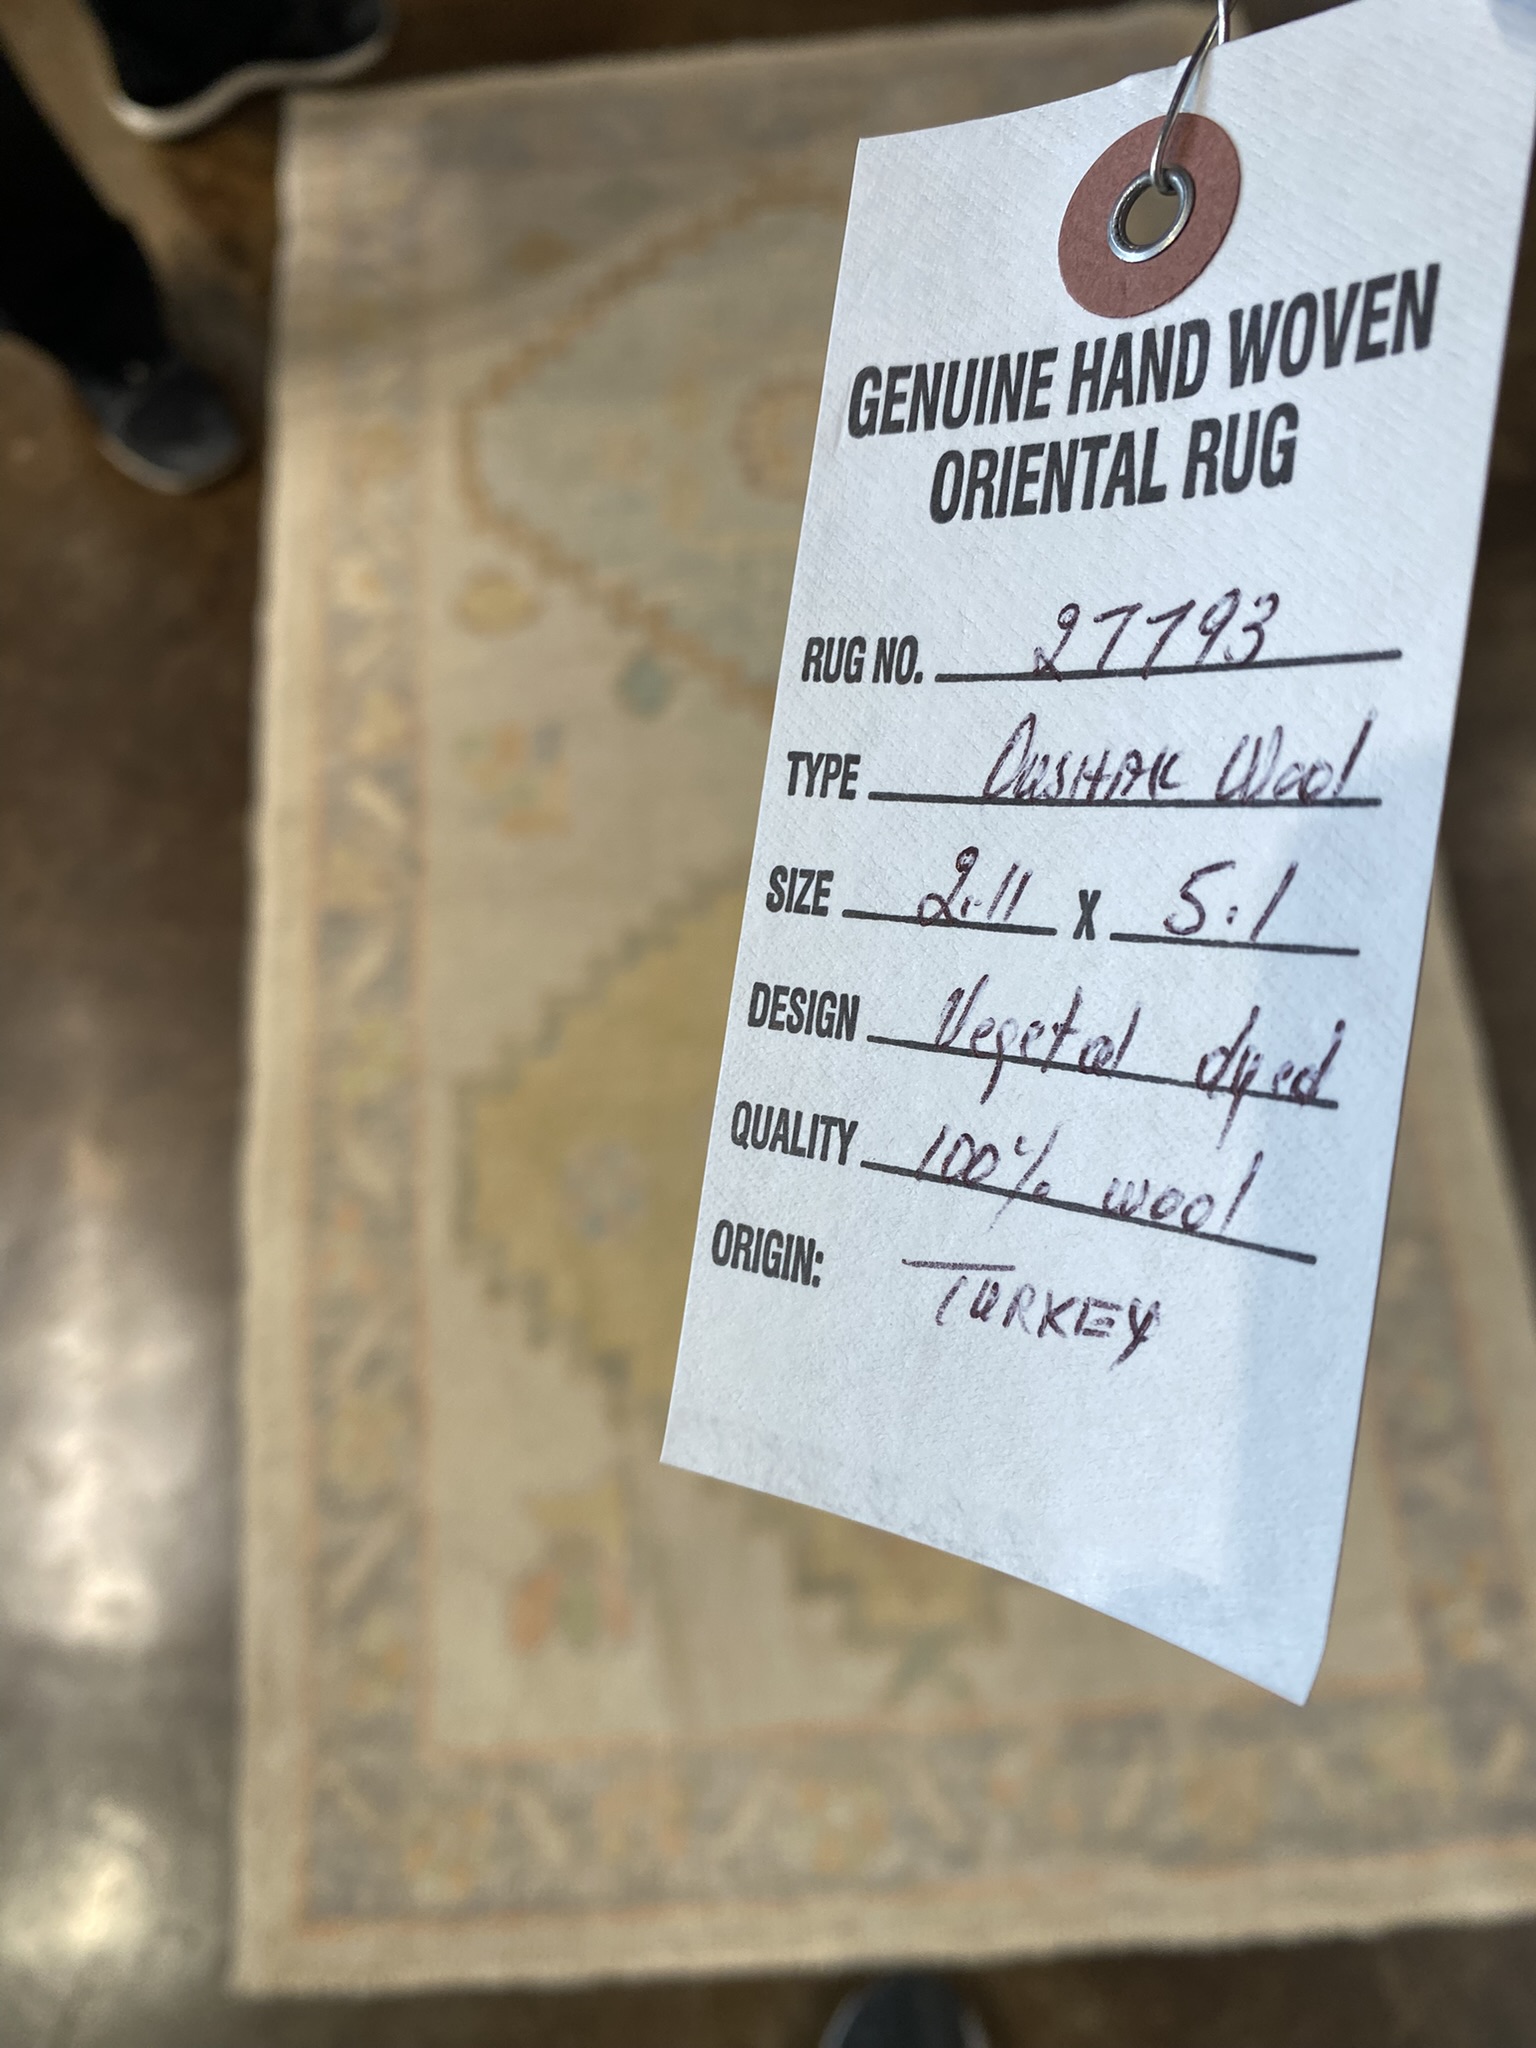 GENUINE HAND WOVEN
ORIENTAL RUG
RUG NO. 27793
TYPE OUSHAK Wool
SIZE 2.11 X 5.1
DESIGN Vegetal dyed
QUALITY 100% wool
ORIGIN: TURKEY